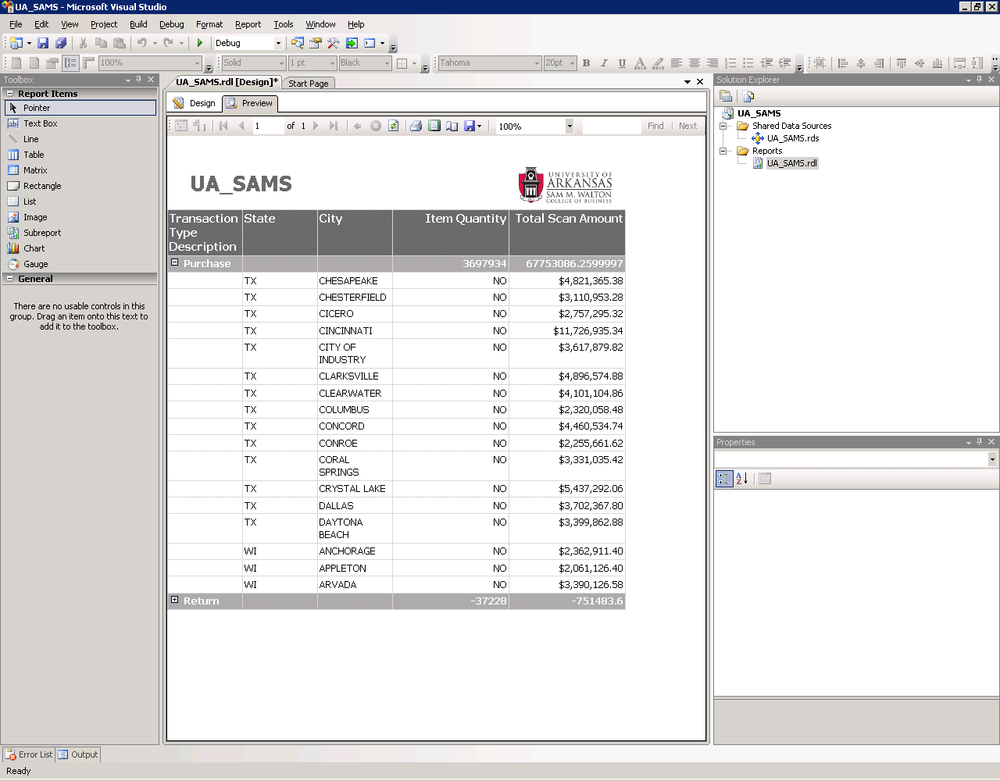 UA_SAMS - Microsoft Visual Studio
File Edit View Project Build Debug Format Report Tools Window Help
Debug
100% Solid 1 pt Black Tahoma 20pt B I U A
Toolbox
Report Items
Pointer
Text Box
Line
Table
Matrix
Rectangle
List
Image
Subreport
Chart
Gauge
General
There are no usable controls in this
group. Drag an item onto this text to
add it to the toolbox.
UA_SAMS.rdl [Design]* Start Page
Design Preview
1 of 1 100% Find Next
UA_SAMS
UNIVERSITY OF
ARKANSAS
SAM M. WALTON
COLLEGE OF BUSINESS
Transaction Type Description State City Item Quantity Total Scan Amount
Purchase 3697934 67753086.2599997
TX CHESAPEAKE NO $4,821,365.38
TX CHESTERFIELD NO $3,110,953.28
TX CICERO NO $2,757,295.32
TX CINCINNATI NO $11,726,935.34
TX CITY OF INDUSTRY NO $3,617,879.82
TX CLARKSVILLE NO $4,896,574.88
TX CLEARWATER NO $4,101,104.86
TX COLUMBUS NO $2,320,058.48
TX CONCORD NO $4,460,534.74
TX CONROE NO $2,255,661.62
TX CORAL SPRINGS NO $3,331,035.42
TX CRYSTAL LAKE NO $5,437,292.06
TX DALLAS NO $3,702,367.80
TX DAYTONA BEACH NO $3,399,862.88
WI ANCHORAGE NO $2,362,911.40
WI APPLETON NO $2,061,126.40
WI ARVADA NO $3,390,126.58
Return -37228 -751483.6
Solution Explorer
UA_SAMS
Shared Data Sources
UA_SAMS.rds
Reports
UA_SAMS.rdl
Properties
Error List Output
Ready